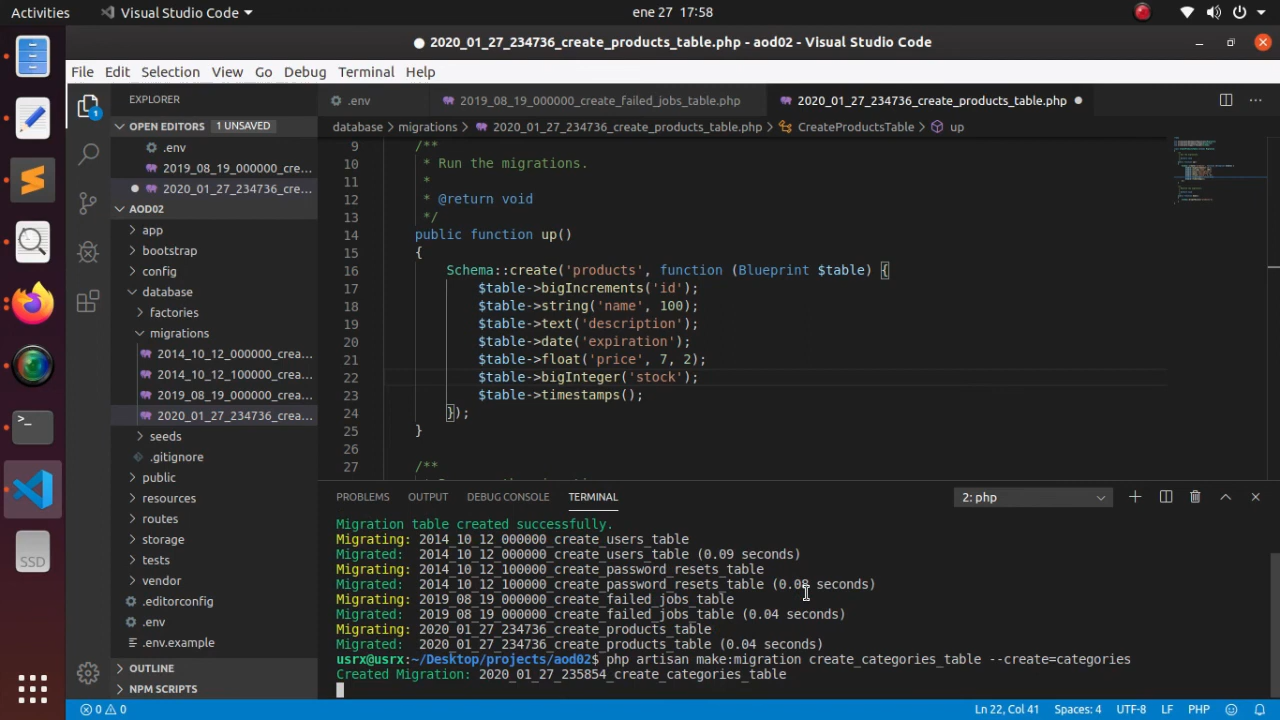 Activities
Visual Studio Code
ene 27 17:58
2020_01_27_234736_create_products_table.php - aod02 - Visual Studio Code
File Edit Selection View Go Debug Terminal Help
EXPLORER
OPEN EDITORS 1 UNSAVED
.env
2019_08_19_000000_cre...
2020_01_27_234736_cre...
AOD02
app
bootstrap
config
database
factories
migrations
2014_10_12_000000_crea...
2014_10_12_100000_crea...
2019_08_19_000000_crea...
2020_01_27_234736_crea...
seeds
.gitignore
public
resources
routes
storage
tests
vendor
.editorconfig
.env
.env.example
OUTLINE
NPM SCRIPTS
1
SSD
.env
2019_08_19_000000_create_failed_jobs_table.php
2020_01_27_234736_create_products_table.php
database > migrations > 2020_01_27_234736_create_products_table.php > CreateProductsTable > up
9 /**
10 * Run the migrations.
11 *
12 * @return void
13 */
14 public function up()
15 {
16 Schema::create('products', function (Blueprint $table) {
17 $table->bigIncrements('id');
18 $table->string('name', 100);
19 $table->text('description');
20 $table->date('expiration');
21 $table->float('price', 7, 2);
22 $table->bigInteger('stock');
23 $table->timestamps();
24 });
25 }
26
27 /**
PROBLEMS OUTPUT DEBUG CONSOLE TERMINAL
2: php
Migration table created successfully.
Migrating: 2014_10_12_000000_create_users_table
Migrated: 2014_10_12_000000_create_users_table (0.09 seconds)
Migrating: 2014_10_12_100000_create_password_resets_table
Migrated: 2014_10_12_100000_create_password_resets_table (0.08 seconds)
Migrating: 2019_08_19_000000_create_failed_jobs_table
Migrated: 2019_08_19_000000_create_failed_jobs_table (0.04 seconds)
Migrating: 2020_01_27_234736_create_products_table
Migrated: 2020_01_27_234736_create_products_table (0.04 seconds)
usrx@usrx:~/Desktop/projects/aod02$ php artisan make:migration create_categories_table --create=categories
Created Migration: 2020_01_27_235854_create_categories_table
0 0
Ln 22, Col 41 Spaces: 4 UTF-8 LF PHP